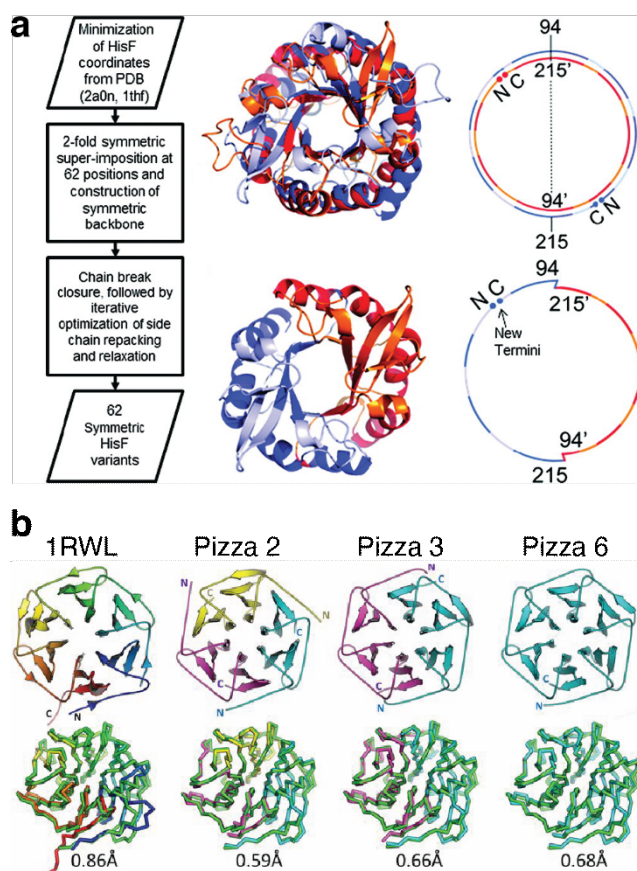 a
Minimization
of HisF
coordinates
from PDB
(2a0n, 1thf)
2-fold symmetric
super-imposition at
62 positions and
construction of
symmetric
backbone
Chain break
closure, followed by
iterative
optimization of side
chain repacking
and relaxation
62
Symmetric
HisF
variants
94
215'
N C
94'
C N
215
94
N C
215'
New
Termini
94'
215
b
1RWL
Pizza 2
Pizza 3
Pizza 6
C N
N C N C C N
N C C N
C N
0.86Å
0.59Å
0.66Å
0.68Å